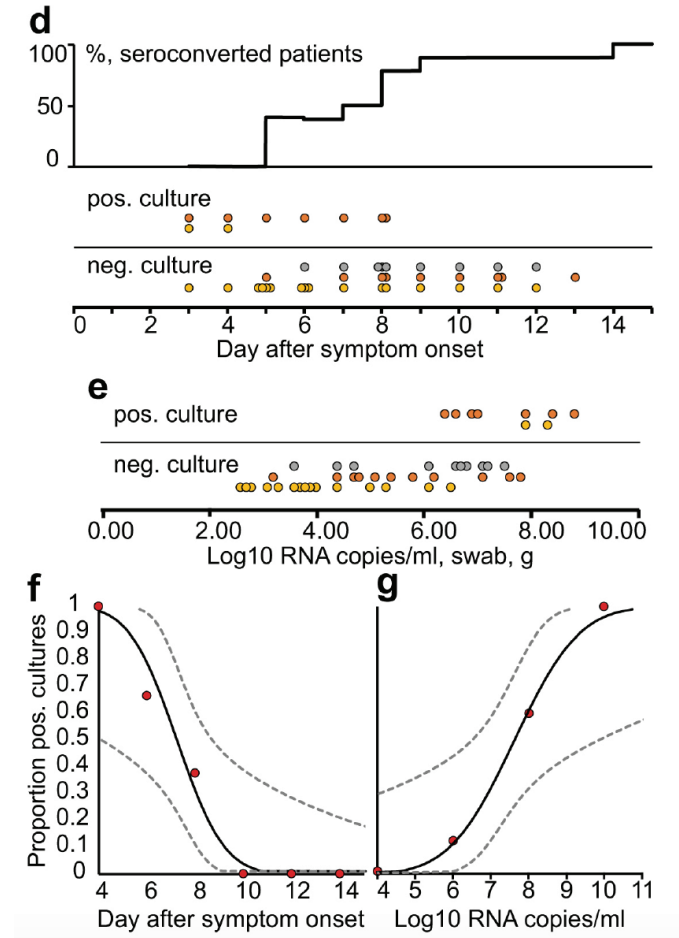 d
100
%, seroconverted patients
50
0
pos. culture
neg. culture
0 2 4 6 8 10 12 14
Day after symptom onset
e
pos. culture
neg. culture
0.00 2.00 4.00 6.00 8.00 10.00
Log10 RNA copies/ml, swab, g
f
Proportion pos. cultures
1
0.9
0.8
0.7
0.6
0.5
0.4
0.3
0.2
0.1
0
4 6 8 10 12 14
Day after symptom onset
g
4 5 6 7 8 9 10 11
Log10 RNA copies/ml